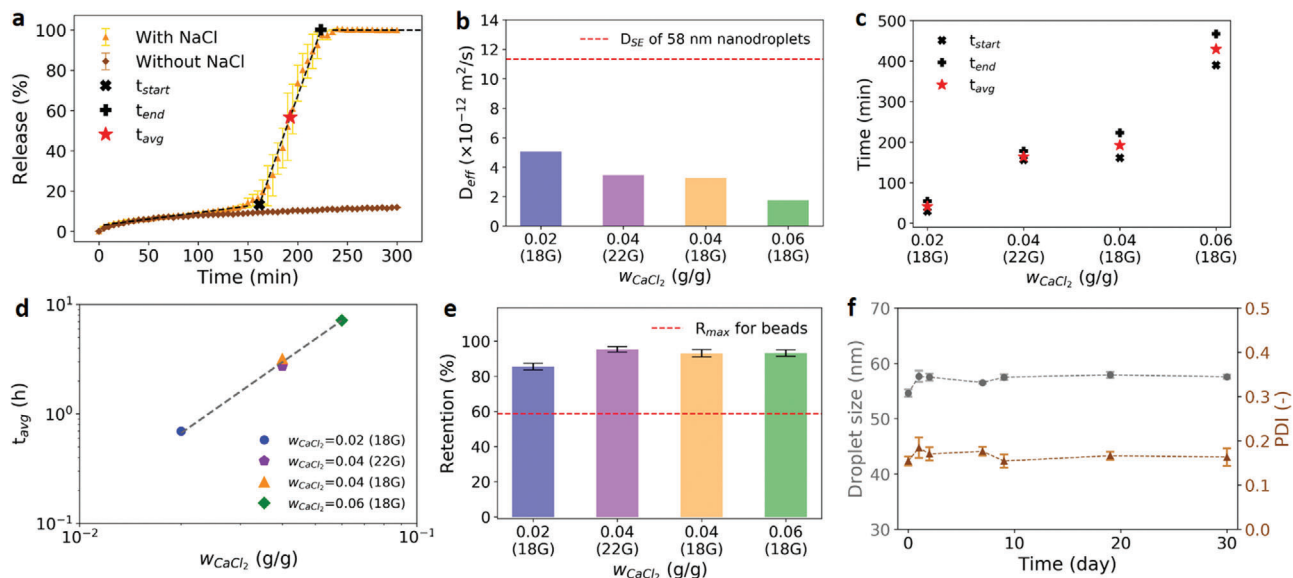 a
Release (%)
100
80
60
40
20
0
With NaCl
Without NaCl
t_start
t_end
t_avg
0 50 100 150 200 250 300
Time (min)
b
D_eff (×10⁻¹² m²/s)
14
12
10
8
6
4
2
0
D_SE of 58 nm nanodroplets
0.02 0.04 0.04 0.06
(18G) (22G) (18G) (18G)
w_CaCl₂ (g/g)
c
Time (min)
500
400
300
200
100
0
t_start
t_end
t_avg
0.02 0.04 0.04 0.06
(18G) (22G) (18G) (18G)
w_CaCl₂ (g/g)
d
t_avg (h)
10¹
10⁰
10⁻¹
w_CaCl₂=0.02 (18G)
w_CaCl₂=0.04 (22G)
w_CaCl₂=0.04 (18G)
w_CaCl₂=0.06 (18G)
10⁻² 10⁻¹
w_CaCl₂ (g/g)
e
Retention (%)
100
80
60
40
20
0
R_max for beads
0.02 0.04 0.04 0.06
(18G) (22G) (18G) (18G)
w_CaCl₂ (g/g)
f
Droplet size (nm)
70
60
50
40
30
0.5
0.4
0.3
0.2
0.1
0.0
PDI (-)
0 10 20 30
Time (day)